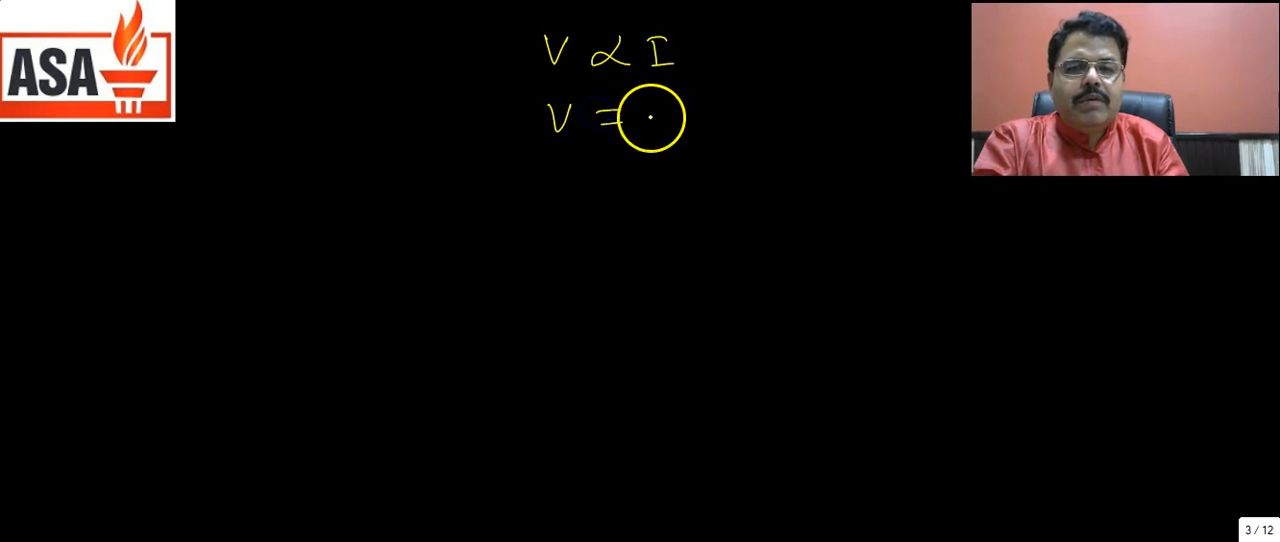 ASA
V ∝ I
V =
3 / 12